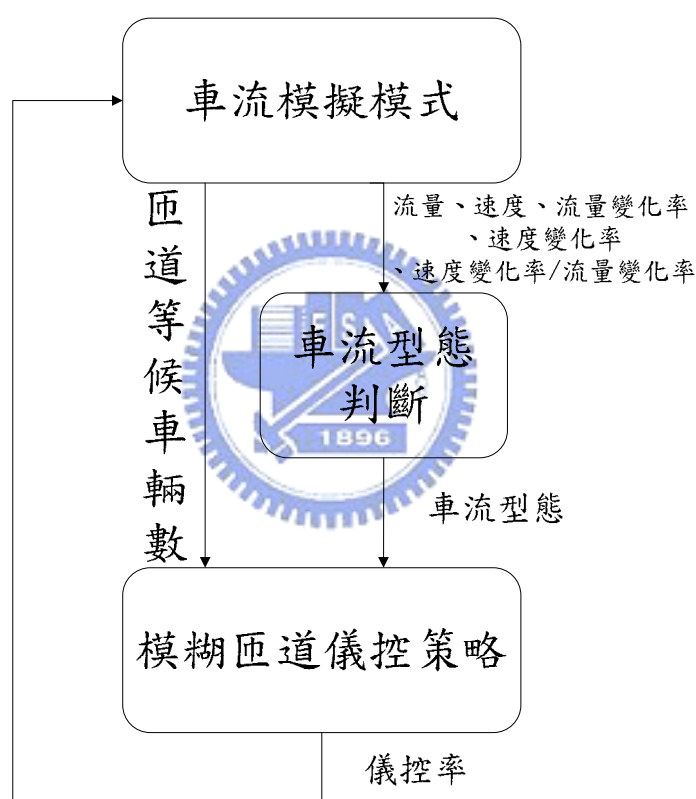 車流模擬模式
匝道等候車輛數
流量、速度、流量變化率
、速度變化率
、速度變化率/流量變化率
車流型態
判斷
ES
1896
車流型態
模糊匝道儀控策略
儀控率